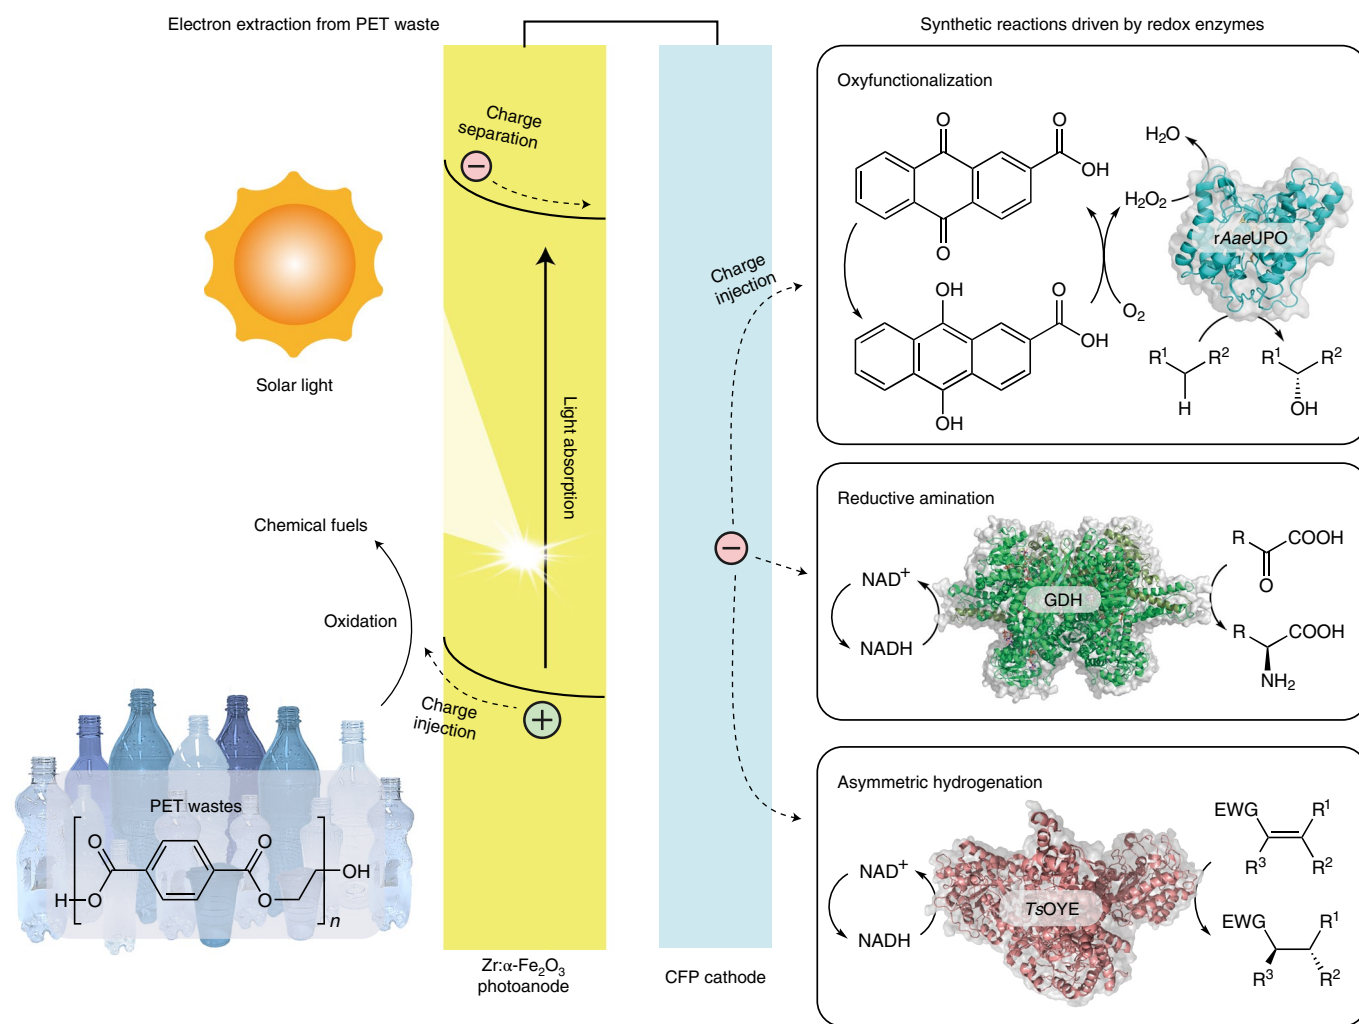 Electron extraction from PET waste
Synthetic reactions driven by redox enzymes
Solar light
Chemical fuels
Oxidation
Charge
injection
PET wastes
O
O
H
O
O
OH
n
Charge
separation
−
Light absorption
+
Zr:α-Fe₂O₃
photoanode
CFP cathode
Charge
injection
−
Oxyfunctionalization
O
O
OH
O
OH
O
OH
OH
H₂O
H₂O₂
O₂
rAaeUPO
R¹
R²
H
R¹
R²
OH
Reductive amination
NAD⁺
NADH
GDH
R
COOH
O
R
COOH
NH₂
Asymmetric hydrogenation
NAD⁺
NADH
TsOYE
EWG
R¹
R³
R²
EWG
R¹
R³
R²